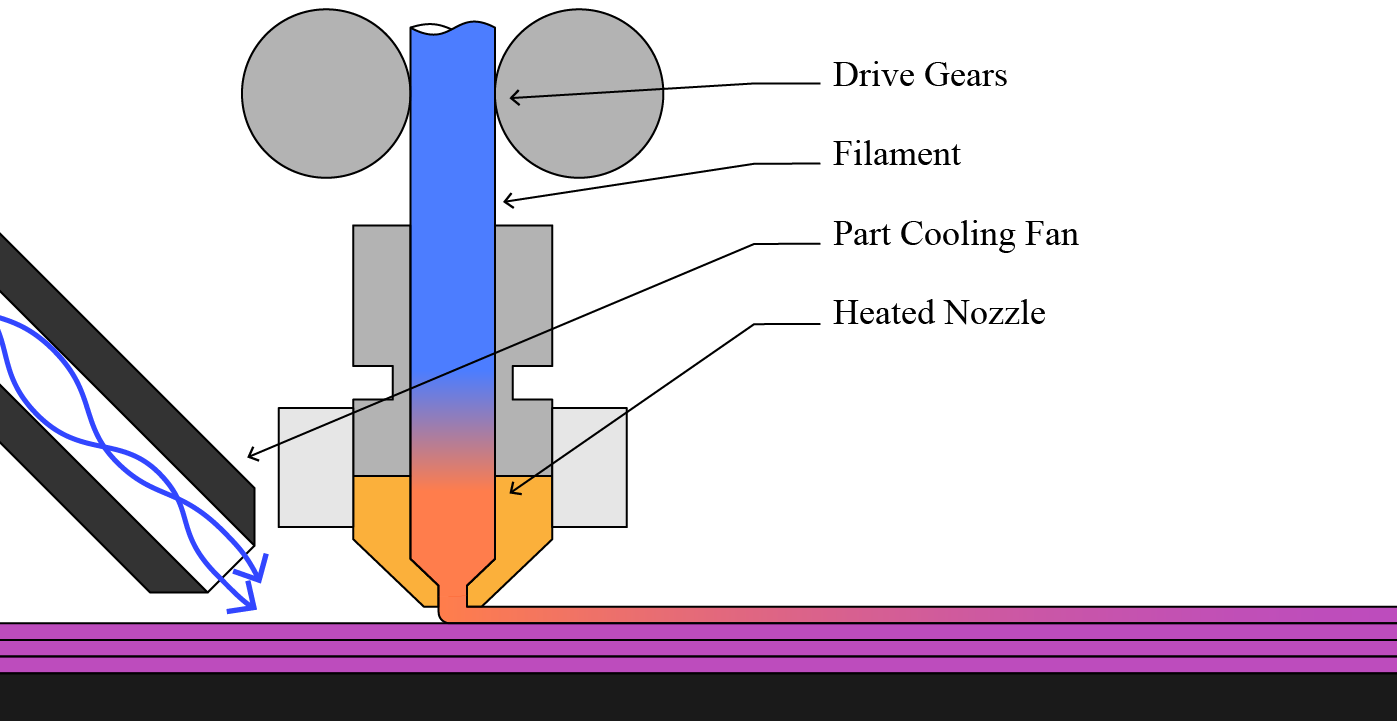 Drive Gears
Filament
Part Cooling Fan
Heated Nozzle